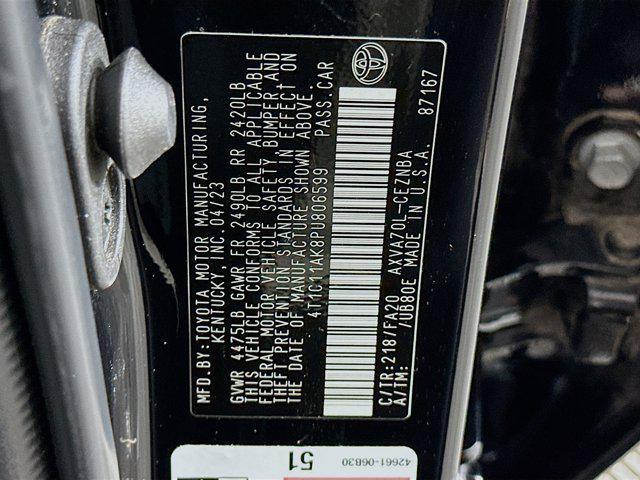 MFD. BY: TOYOTA MOTOR MANUFACTURING,
KENTUCKY, INC. 04/23
GVWR 4475LB GAWR FR 2490LB RR 2420LB
THIS VEHICLE CONFORMS TO ALL APPLICABLE
FEDERAL MOTOR VEHICLE SAFETY, BUMPER AND
THEFT PREVENTION STANDARDS IN EFFECT ON
THE DATE OF MANUFACTURE SHOWN ABOVE.
4T1C11AK8PU806599 PASS. CAR
C/TR: 218/FA20 AXVA70L-CEZNBA
A/TM: /UB80E MADE IN U.S.A. 87167
42661-06B30
51